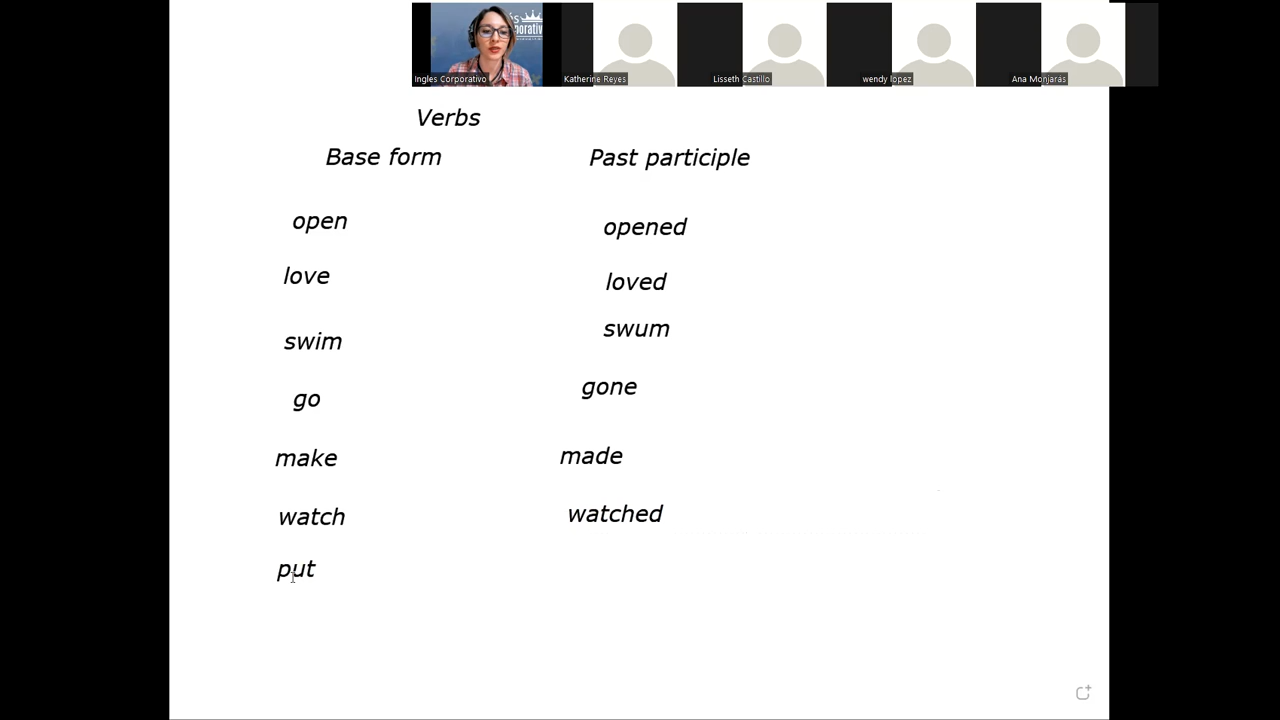 Ingles Corporativo
Katherine Reyes
Lisseth Castillo
wendy lopez
Ana Monjarás
Verbs
Base form Past participle
open opened
love loved
swim swum
go gone
make made
watch watched
put